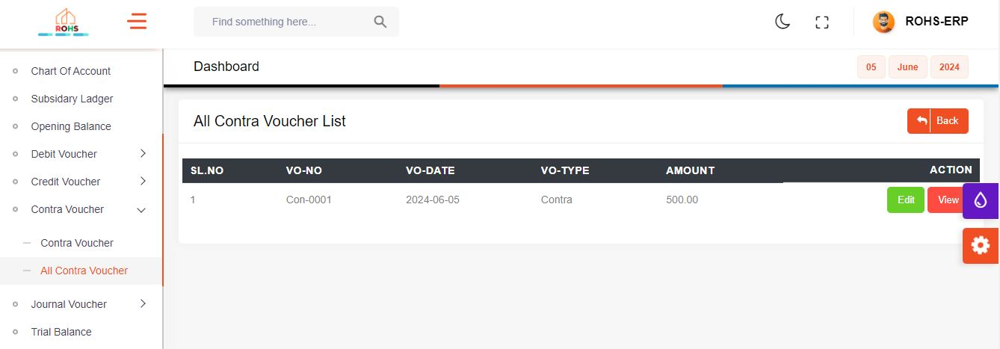 ROHS
Find something here...
ROHS-ERP
Chart Of Account
Subsidary Ladger
Opening Balance
Debit Voucher
Credit Voucher
Contra Voucher
Contra Voucher
All Contra Voucher
Journal Voucher
Trial Balance
Dashboard
05 June 2024
All Contra Voucher List
Back
SL.NO VO-NO VO-DATE VO-TYPE AMOUNT ACTION
1 Con-0001 2024-06-05 Contra 500.00 Edit View